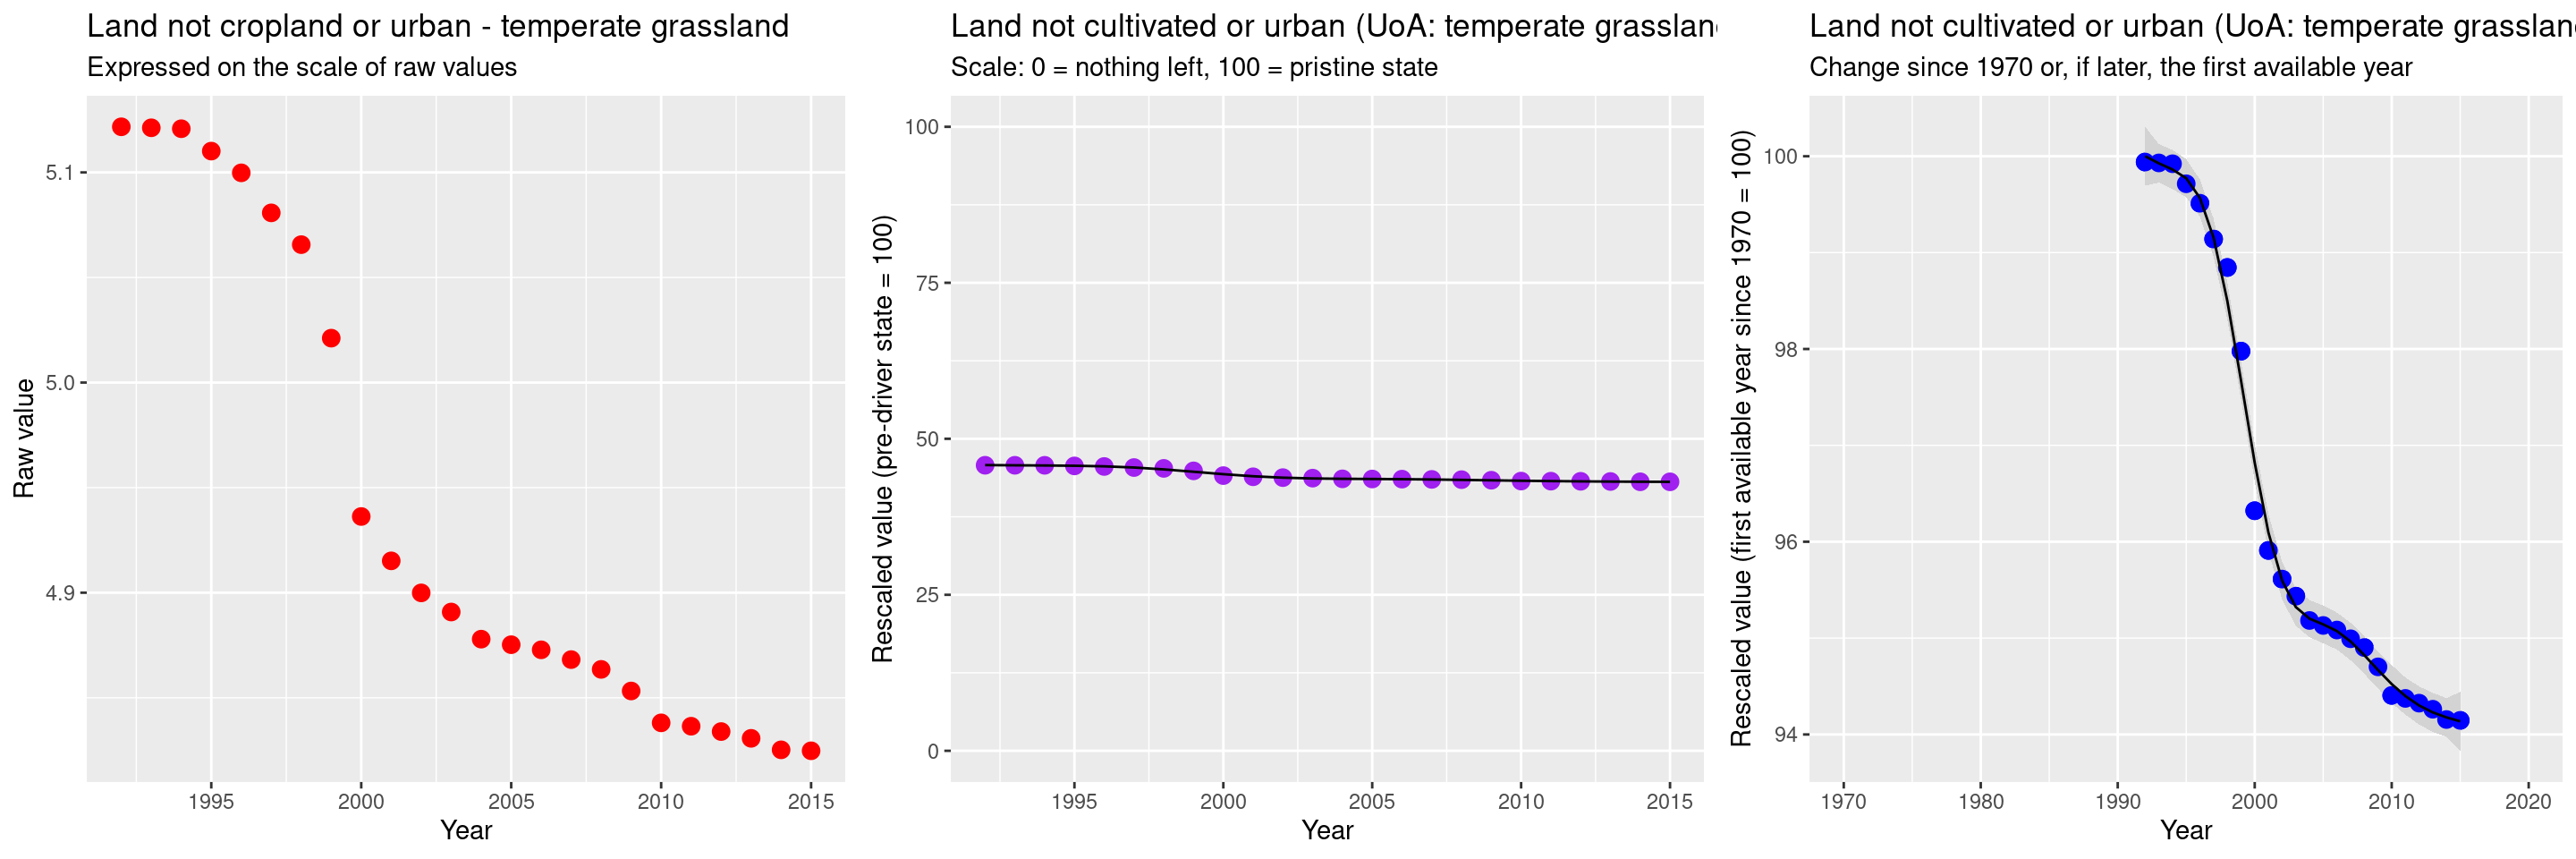 Land not cropland or urban - temperate grassland
Expressed on the scale of raw values
Raw value
5.1
5.0
4.9
1995 2000 2005 2010 2015
Year
Land not cultivated or urban (UoA: temperate grassland
Scale: 0 = nothing left, 100 = pristine state
Rescaled value (pre-driver state = 100)
100
75
50
25
0
1995 2000 2005 2010 2015
Year
Land not cultivated or urban (UoA: temperate grassland
Change since 1970 or, if later, the first available year
Rescaled value (first available year since 1970 = 100)
100
98
96
94
1970 1980 1990 2000 2010 2020
Year